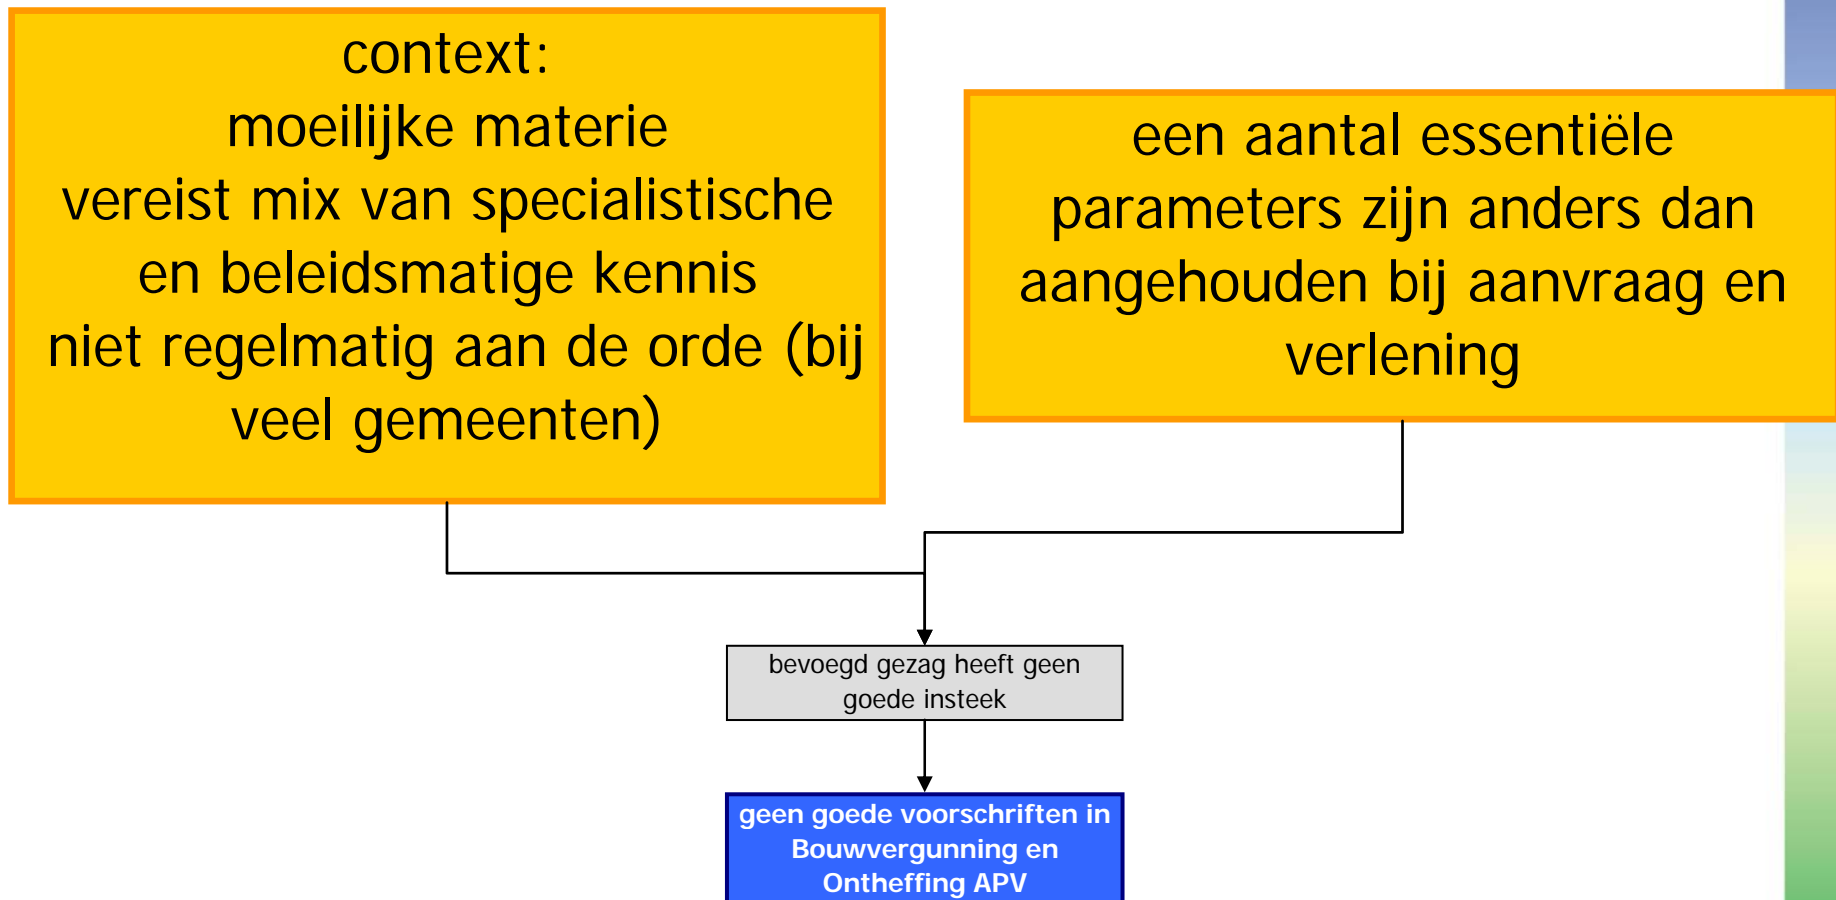 context:
moeilijke materie
vereist mix van specialistische
en beleidsmatige kennis
niet regelmatig aan de orde (bij
veel gemeenten)
een aantal essentiële
parameters zijn anders dan
aangehouden bij aanvraag en
verlening
bevoegd gezag heeft geen
goede insteek
geen goede voorschriften in
Bouwvergunning en
Ontheffing APV